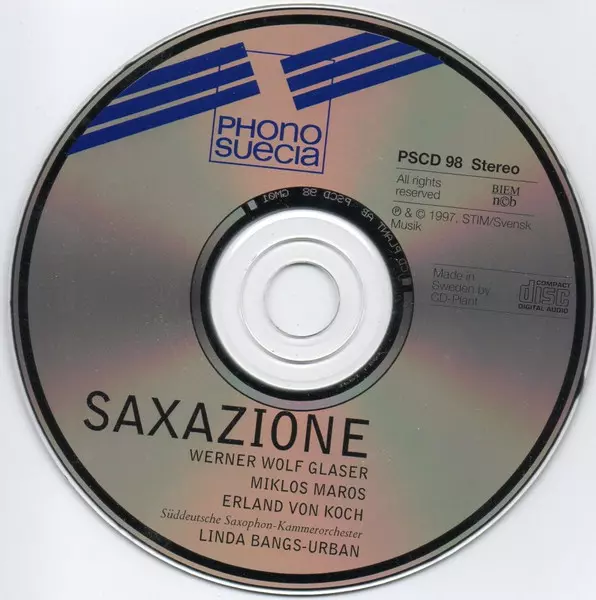 PHONO
SUECIA
PSCD 98 Stereo
All rights
reserved
BIEM
n©b
℗ & © 1997, STIM/Svensk
Musik
Made in
Sweden by
CD-Plant
COMPACT
disc
DIGITAL AUDIO
SAXAZIONE
WERNER WOLF GLASER
MIKLOS MAROS
ERLAND VON KOCH
Süddeutsche Saxophon-Kammerorchester
LINDA BANGS-URBAN